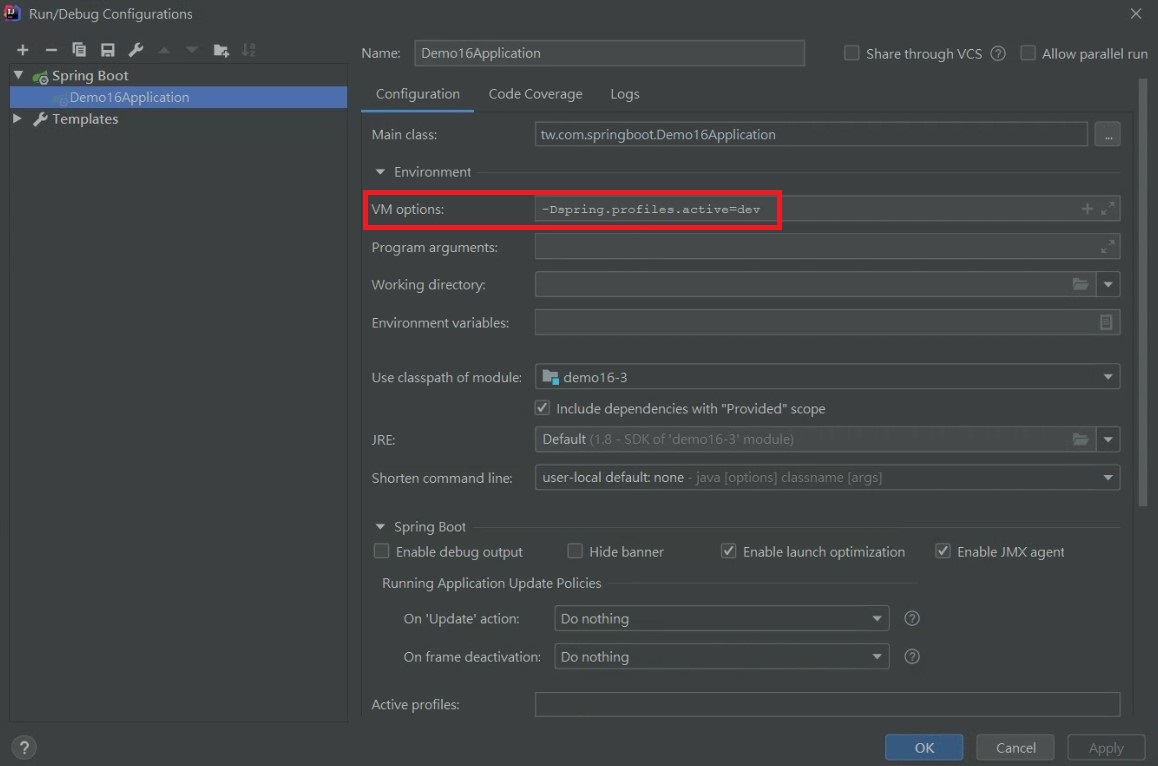 Run/Debug Configurations
Name: Demo16Application Share through VCS ? Allow parallel run
Spring Boot
Demo16Application
Templates
Configuration Code Coverage Logs
Main class: tw.com.springboot.Demo16Application ...
Environment
VM options: -Dspring.profiles.active=dev
Program arguments:
Working directory:
Environment variables:
Use classpath of module: demo16-3
Include dependencies with "Provided" scope
JRE: Default (1.8 - SDK of 'demo16-3' module)
Shorten command line: user-local default: none - java [options] classname [args]
Spring Boot
Enable debug output Hide banner Enable launch optimization Enable JMX agent
Running Application Update Policies
On 'Update' action: Do nothing ?
On frame deactivation: Do nothing ?
Active profiles:
? OK Cancel Apply